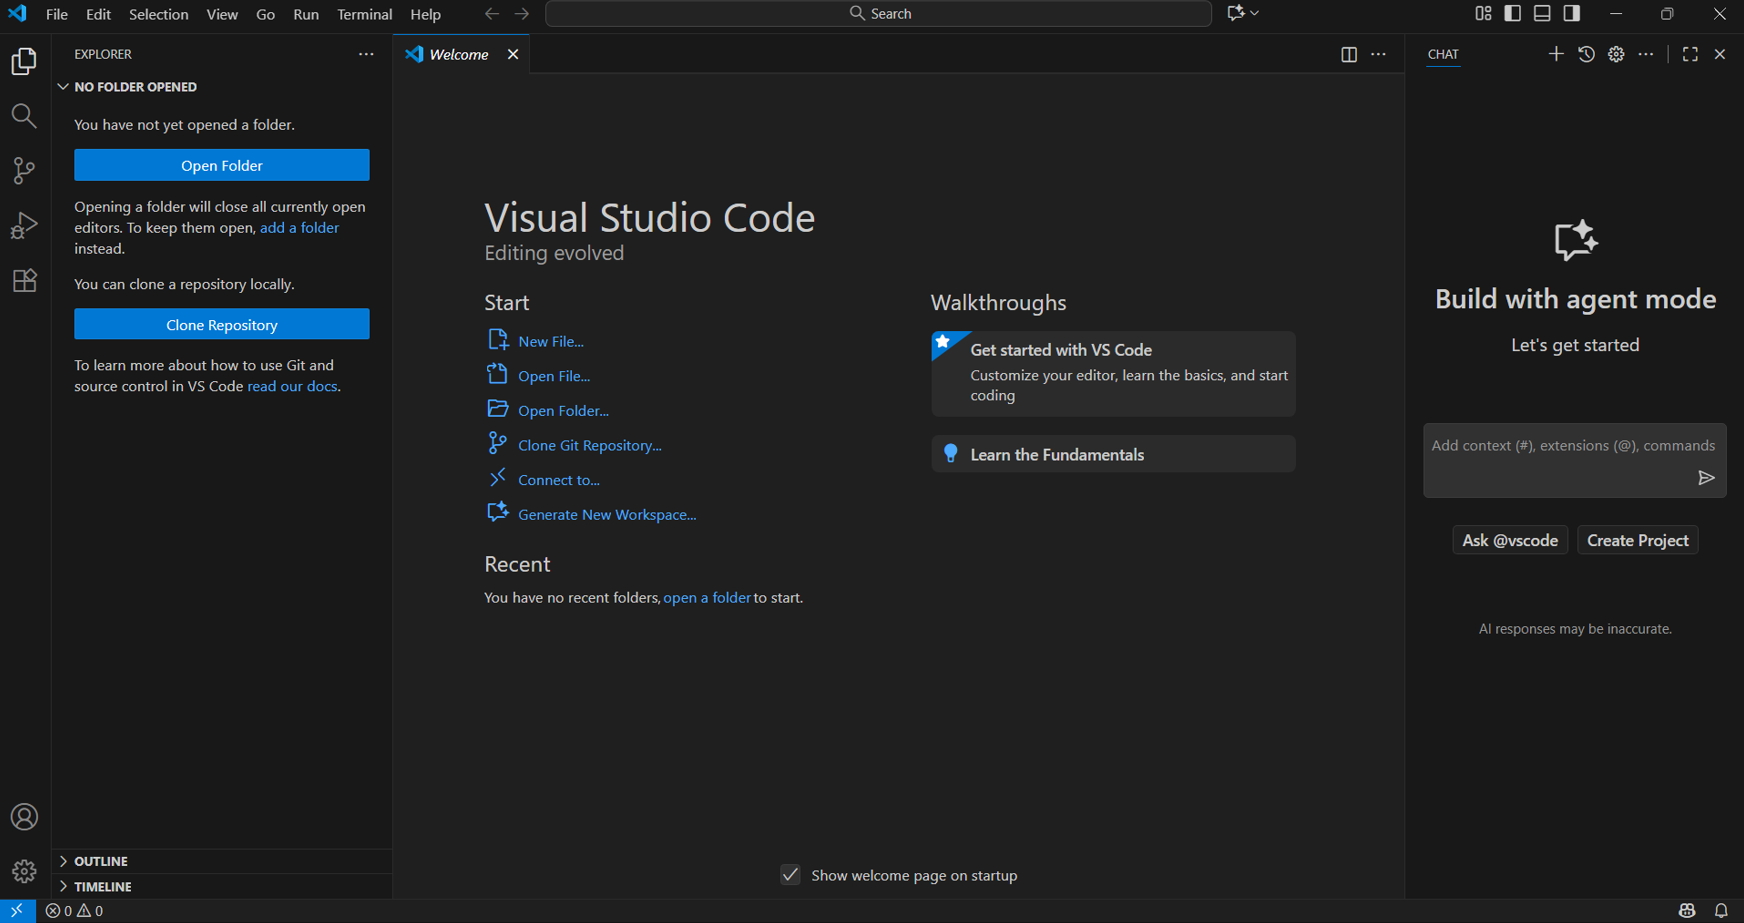 File Edit Selection View Go Run Terminal Help Search
EXPLORER
NO FOLDER OPENED
You have not yet opened a folder.
Open Folder
Opening a folder will close all currently open
editors. To keep them open, add a folder
instead.
You can clone a repository locally.
Clone Repository
To learn more about how to use Git and
source control in VS Code read our docs.
OUTLINE
TIMELINE
Welcome
Visual Studio Code
Editing evolved
Start
New File...
Open File...
Open Folder...
Clone Git Repository...
Connect to...
Generate New Workspace...
Recent
You have no recent folders, open a folder to start.
Walkthroughs
Get started with VS Code
Customize your editor, learn the basics, and start
coding
Learn the Fundamentals
Show welcome page on startup
CHAT
Build with agent mode
Let's get started
Add context (#), extensions (@), commands
Ask @vscode Create Project
AI responses may be inaccurate.
0 0